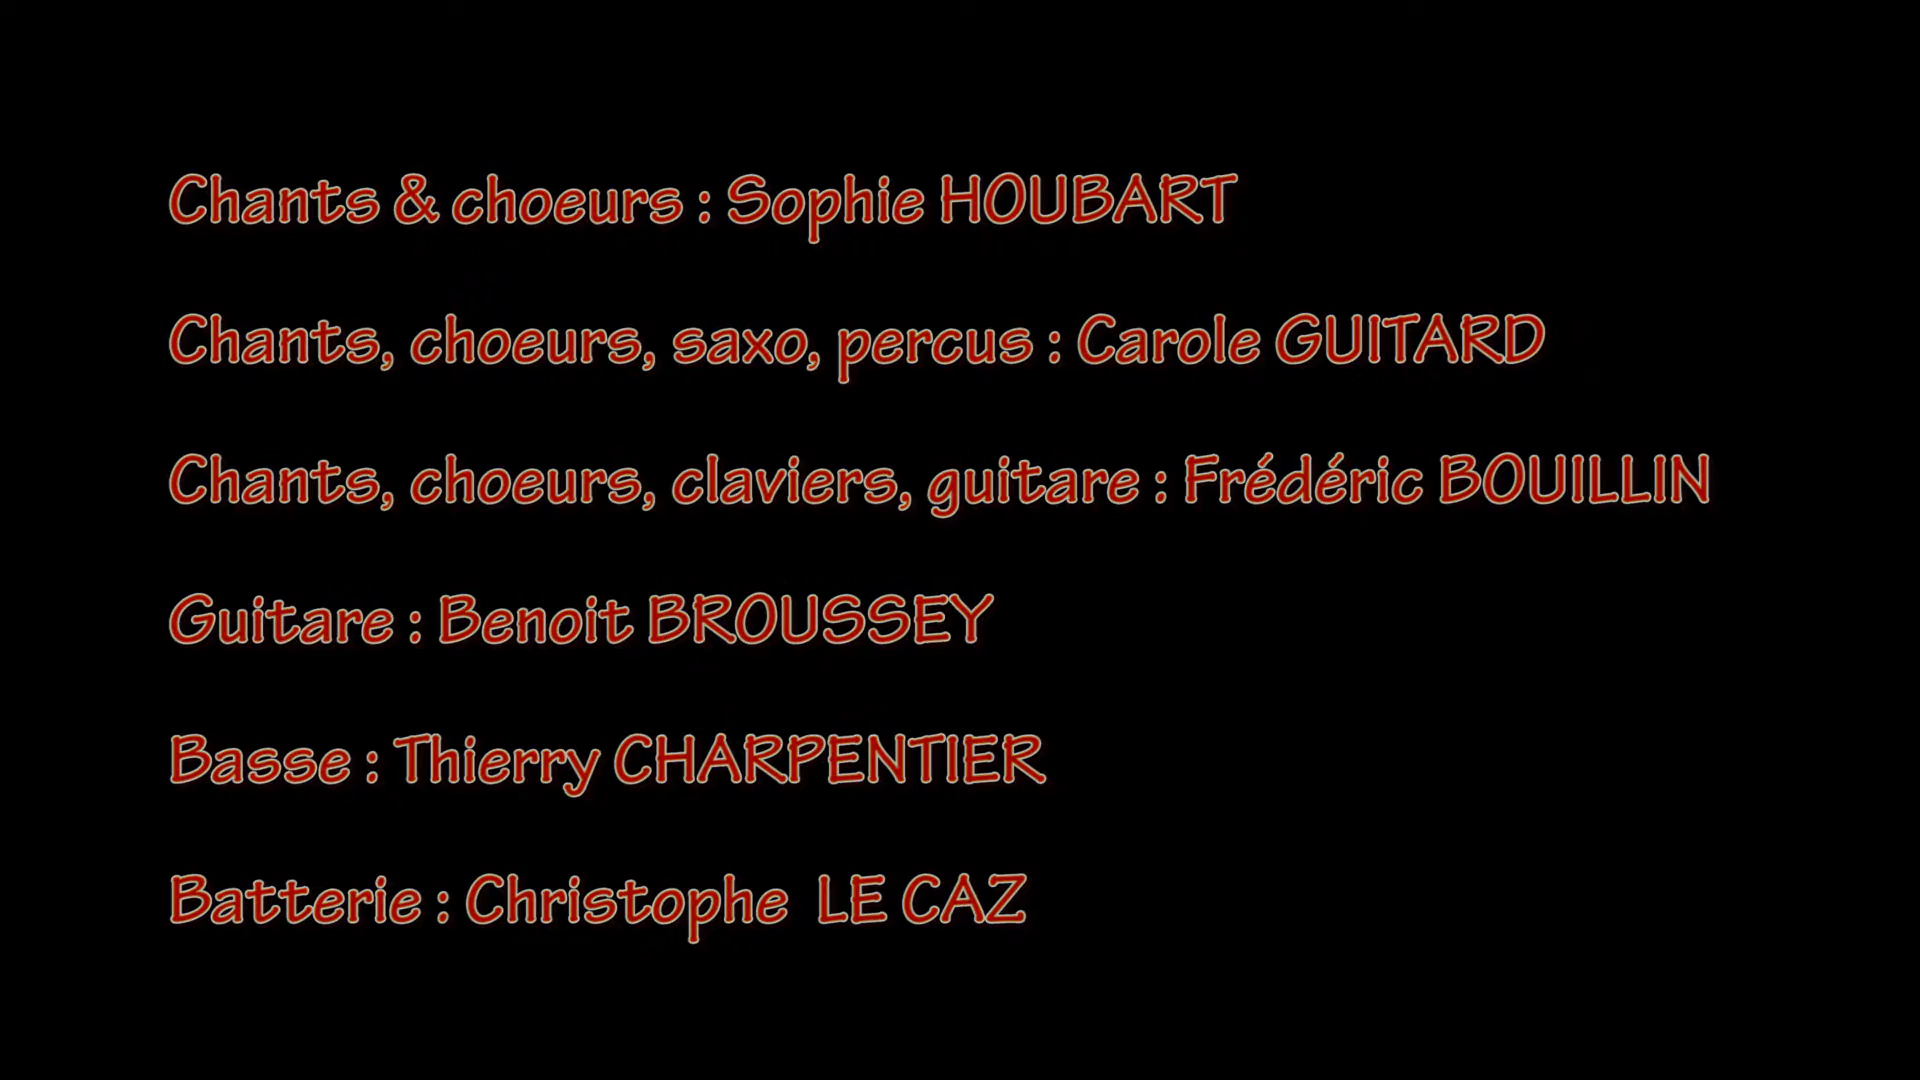 Chants & choeurs : Sophie HOUBART
Chants, choeurs, saxo, percus : Carole GUITARD
Chants, choeurs, claviers, guitare : Frédéric BOUILLIN
Guitare : Benoit BROUSSEY
Basse : Thierry CHARPENTIER
Batterie : Christophe  LE CAZ